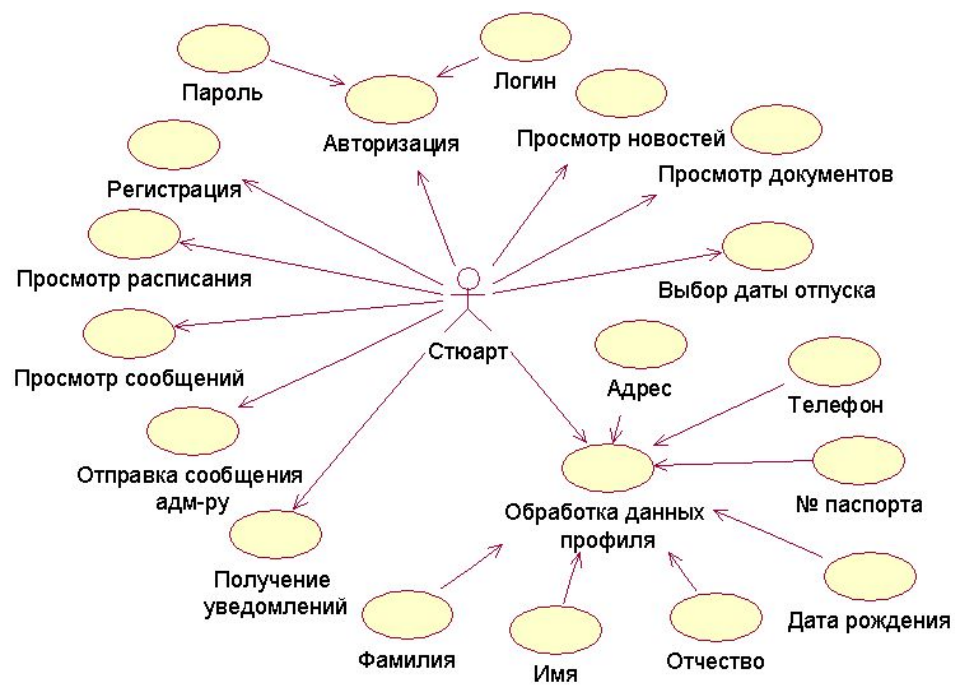 Пароль
Логин
Авторизация
Просмотр новостей
Просмотр документов
Регистрация
Просмотр расписания
Выбор даты отпуска
Стюарт
Просмотр сообщений
Адрес
Телефон
Отправка сообщения
адм-ру
№ паспорта
Обработка данных
профиля
Получение
уведомлений
Дата рождения
Фамилия
Имя
Отчество